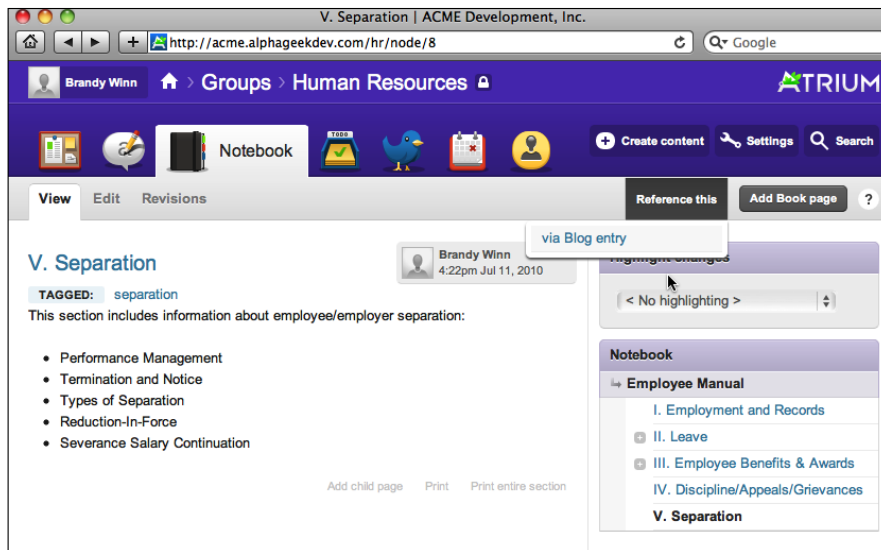 V. Separation | ACME Development, Inc.
http://acme.alphageekdev.com/hr/node/8
Google
Brandy Winn
Groups
Human Resources
ATRIUM
Notebook
TODO
Create content
Settings
Search
View
Edit
Revisions
Reference this
Add Book page
?
via Blog entry
V. Separation
Brandy Winn
4:22pm Jul 11, 2010
Highlight changes
TAGGED: separation
< No highlighting >
This section includes information about employee/employer separation:
Performance Management
Termination and Notice
Types of Separation
Reduction-In-Force
Severance Salary Continuation
Add child page
Print
Print entire section
Notebook
Employee Manual
I. Employment and Records
II. Leave
III. Employee Benefits & Awards
IV. Discipline/Appeals/Grievances
V. Separation